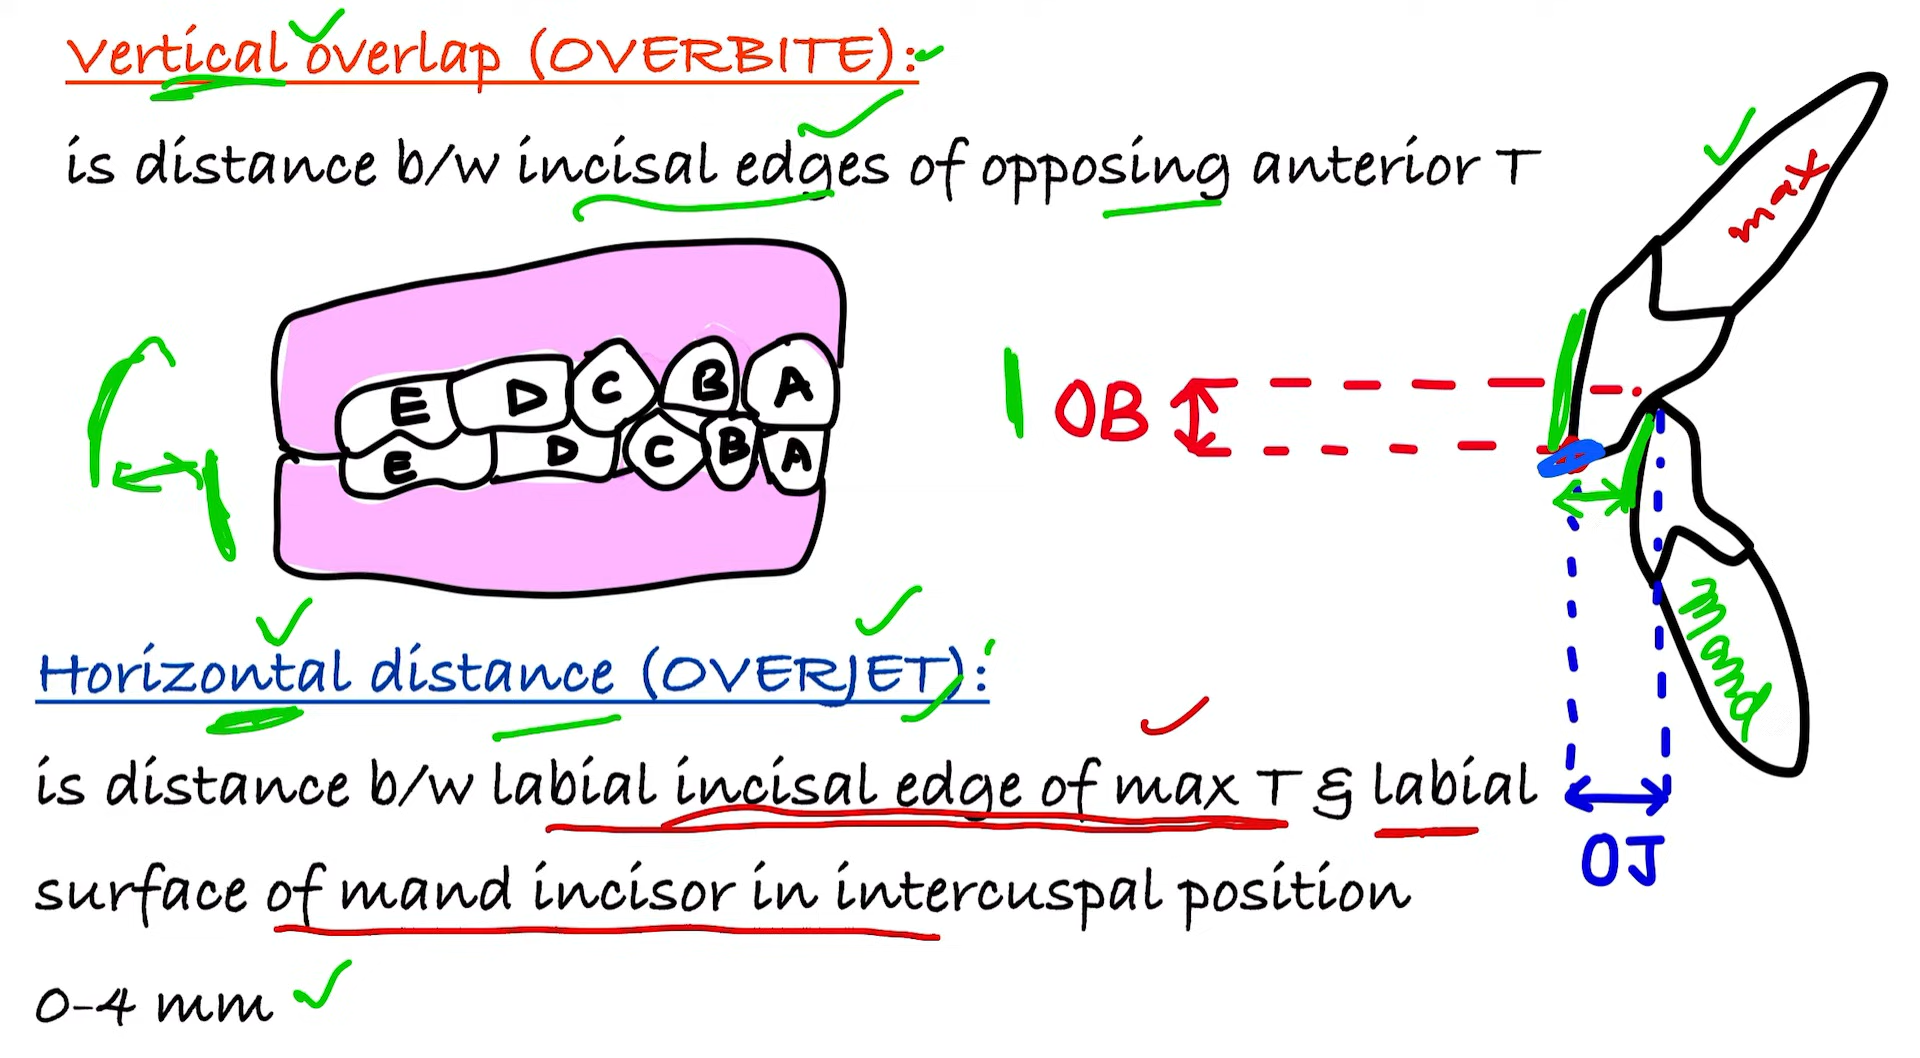 Vertical overlap (OVERBITE):
is distance b/w incisal edges of opposing anterior T
max
E D C B A
E D C B A
OB
mand
Horizontal distance (OVERJET):
is distance b/w labial incisal edge of max T & labial
surface of mand incisor in intercuspal position
OJ
0-4 mm